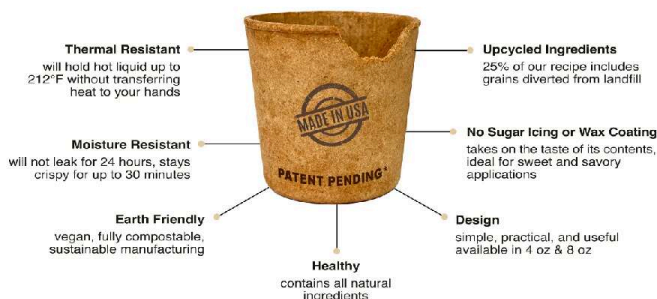 Thermal Resistant
will hold hot liquid up to
212°F without transferring
heat to your hands
Upcycled Ingredients
25% of our recipe includes
grains diverted from landfill
MADE IN USA
Moisture Resistant
will not leak for 24 hours, stays
crispy for up to 30 minutes
No Sugar Icing or Wax Coating
takes on the taste of its contents,
ideal for sweet and savory
applications
PATENT PENDING*
Earth Friendly
vegan, fully compostable,
sustainable manufacturing
Design
simple, practical, and useful
available in 4 oz & 8 oz
Healthy
contains all natural
ingredients